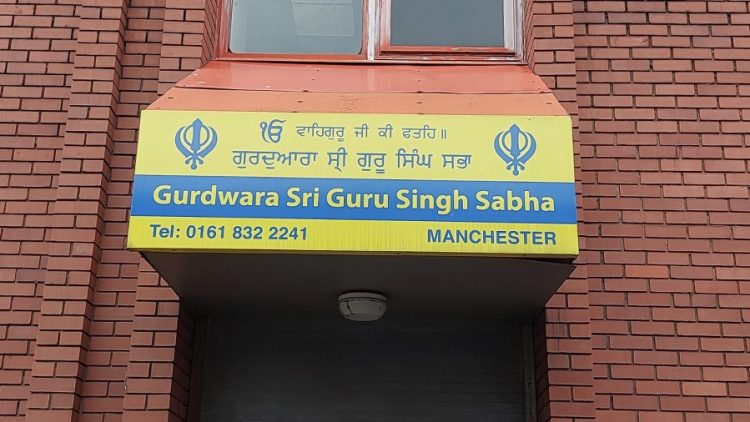 ੴ ਵਾਹਿਗੁਰੂ ਜੀ ਕੀ ਫਤਹਿ॥
ਗੁਰਦੁਆਰਾ ਸ੍ਰੀ ਗੁਰੂ ਸਿੰਘ ਸਭਾ
Gurdwara Sri Guru Singh Sabha
Tel: 0161 832 2241 MANCHESTER